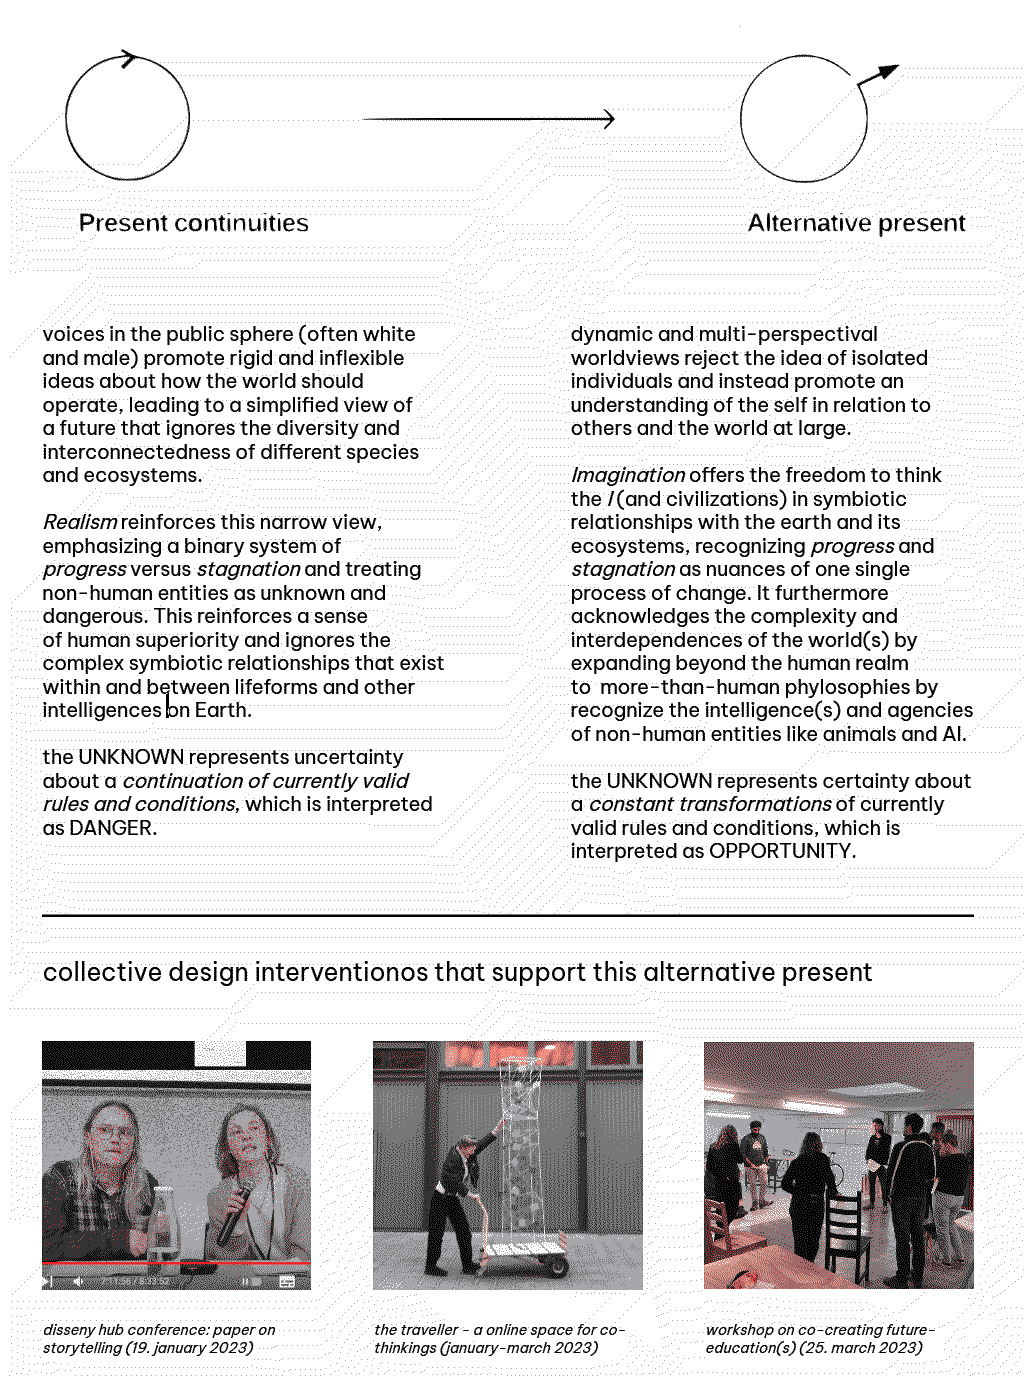 Present continuities
Alternative present
voices in the public sphere (often white
and male) promote rigid and inflexible
ideas about how the world should
operate, leading to a simplified view of
a future that ignores the diversity and
interconnectedness of different species
and ecosystems.
Realism reinforces this narrow view,
emphasizing a binary system of
progress versus stagnation and treating
non-human entities as unknown and
dangerous. This reinforces a sense
of human superiority and ignores the
complex symbiotic relationships that exist
within and between lifeforms and other
intelligences on Earth.
the UNKNOWN represents uncertainty
about a continuation of currently valid
rules and conditions, which is interpreted
as DANGER.
dynamic and multi-perspectival
worldviews reject the idea of isolated
individuals and instead promote an
understanding of the self in relation to
others and the world at large.
Imagination offers the freedom to think
the I (and civilizations) in symbiotic
relationships with the earth and its
ecosystems, recognizing progress and
stagnation as nuances of one single
process of change. It furthermore
acknowledges the complexity and
interdependences of the world(s) by
expanding beyond the human realm
to more-than-human phylosophies by
recognize the intelligence(s) and agencies
of non-human entities like animals and AI.
the UNKNOWN represents certainty about
a constant transformations of currently
valid rules and conditions, which is
interpreted as OPPORTUNITY.
collective design interventionos that support this alternative present
disseny hub conference: paper on
storytelling (19. january 2023)
the traveller - a online space for co-
thinkings (january-march 2023)
workshop on co-creating future-
education(s) (25. march 2023)